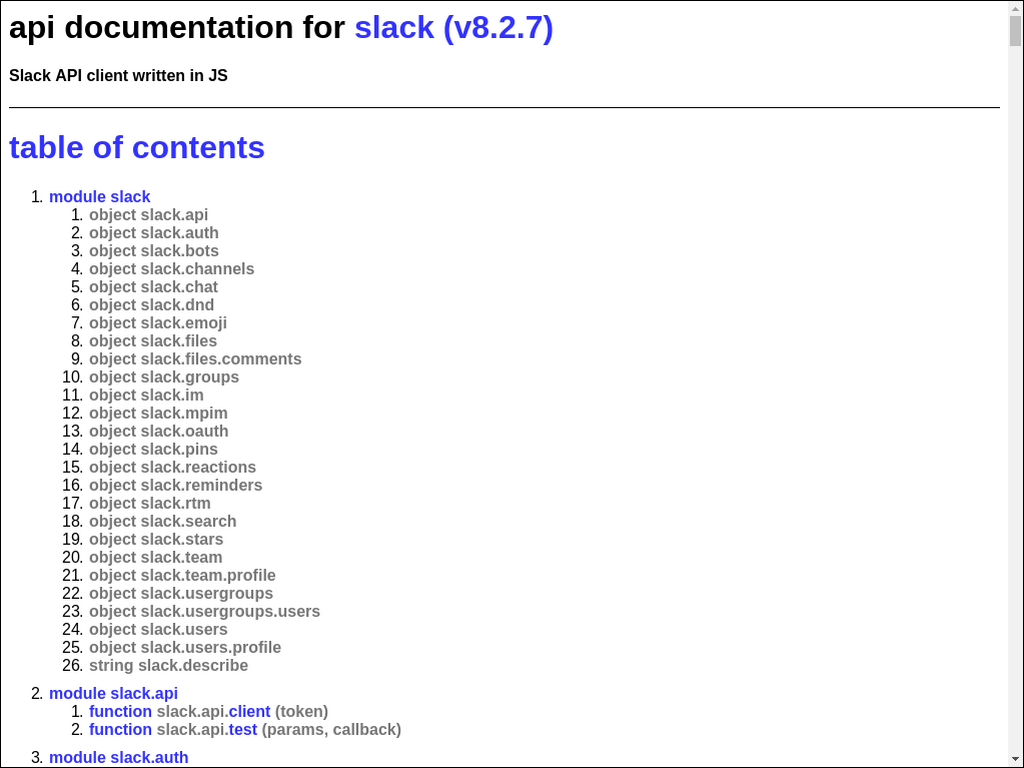 api documentation for slack (v8.2.7)
Slack API client written in JS
table of contents
1. module slack
1. object slack.api
2. object slack.auth
3. object slack.bots
4. object slack.channels
5. object slack.chat
6. object slack.dnd
7. object slack.emoji
8. object slack.files
9. object slack.files.comments
10. object slack.groups
11. object slack.im
12. object slack.mpim
13. object slack.oauth
14. object slack.pins
15. object slack.reactions
16. object slack.reminders
17. object slack.rtm
18. object slack.search
19. object slack.stars
20. object slack.team
21. object slack.team.profile
22. object slack.usergroups
23. object slack.usergroups.users
24. object slack.users
25. object slack.users.profile
26. string slack.describe
2. module slack.api
1. function slack.api.client (token)
2. function slack.api.test (params, callback)
3. module slack.auth